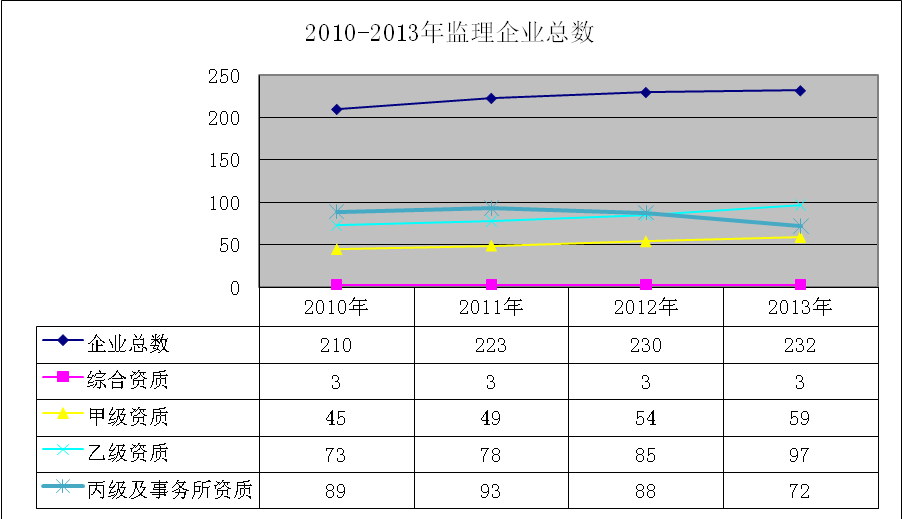 2010-2013年监理企业总数
250
200
150
100
50
0
2010年 2011年 2012年 2013年
企业总数 210 223 230 232
综合资质 3 3 3 3
甲级资质 45 49 54 59
乙级资质 73 78 85 97
丙级及事务所资质 89 93 88 72